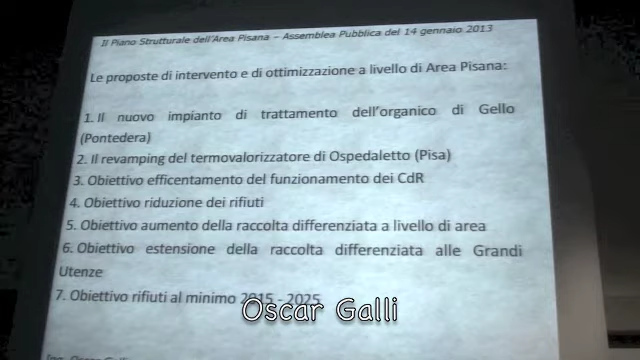 Il Piano Strutturale dell'Area Pisana – Assemblea Pubblica del 14 gennaio 2013
Le proposte di intervento e di ottimizzazione a livello di Area Pisana:
1. Il nuovo impianto di trattamento dell'organico di Gello
(Pontedera)
2. Il revamping del termovalorizzatore di Ospedaletto (Pisa)
3. Obiettivo efficentamento del funzionamento dei CdR
4. Obiettivo riduzione dei rifiuti
5. Obiettivo aumento della raccolta differenziata a livello di area
6. Obiettivo estensione della raccolta differenziata alle Grandi
Utenze
7. Obiettivo rifiuti al minimo 2015 - 2025
Oscar Galli
Ing. Oscar Galli